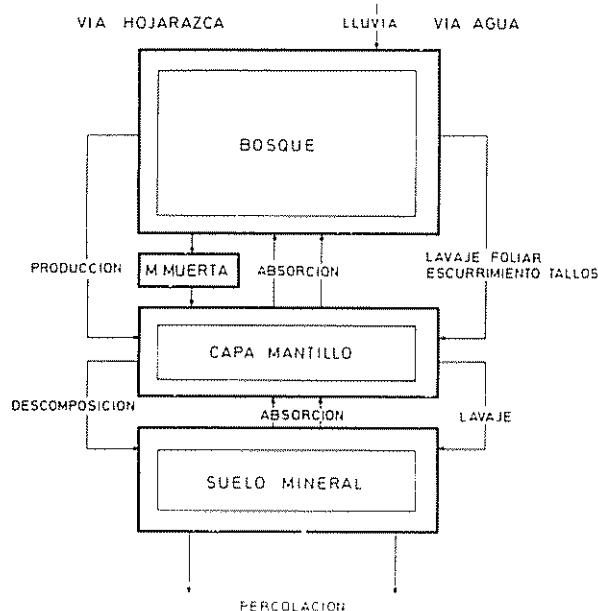 VIA HOJARAZCA
LLUVIA
VIA AGUA
BOSQUE
PRODUCCION
M.MUERTA
ABSORCION
LAVAJE FOLIAR
ESCURRIMIENTO TALLOS
CAPA MANTILLO
DESCOMPOSICION
ABSORCION
LAVAJE
SUELO MINERAL
PERCOLACION